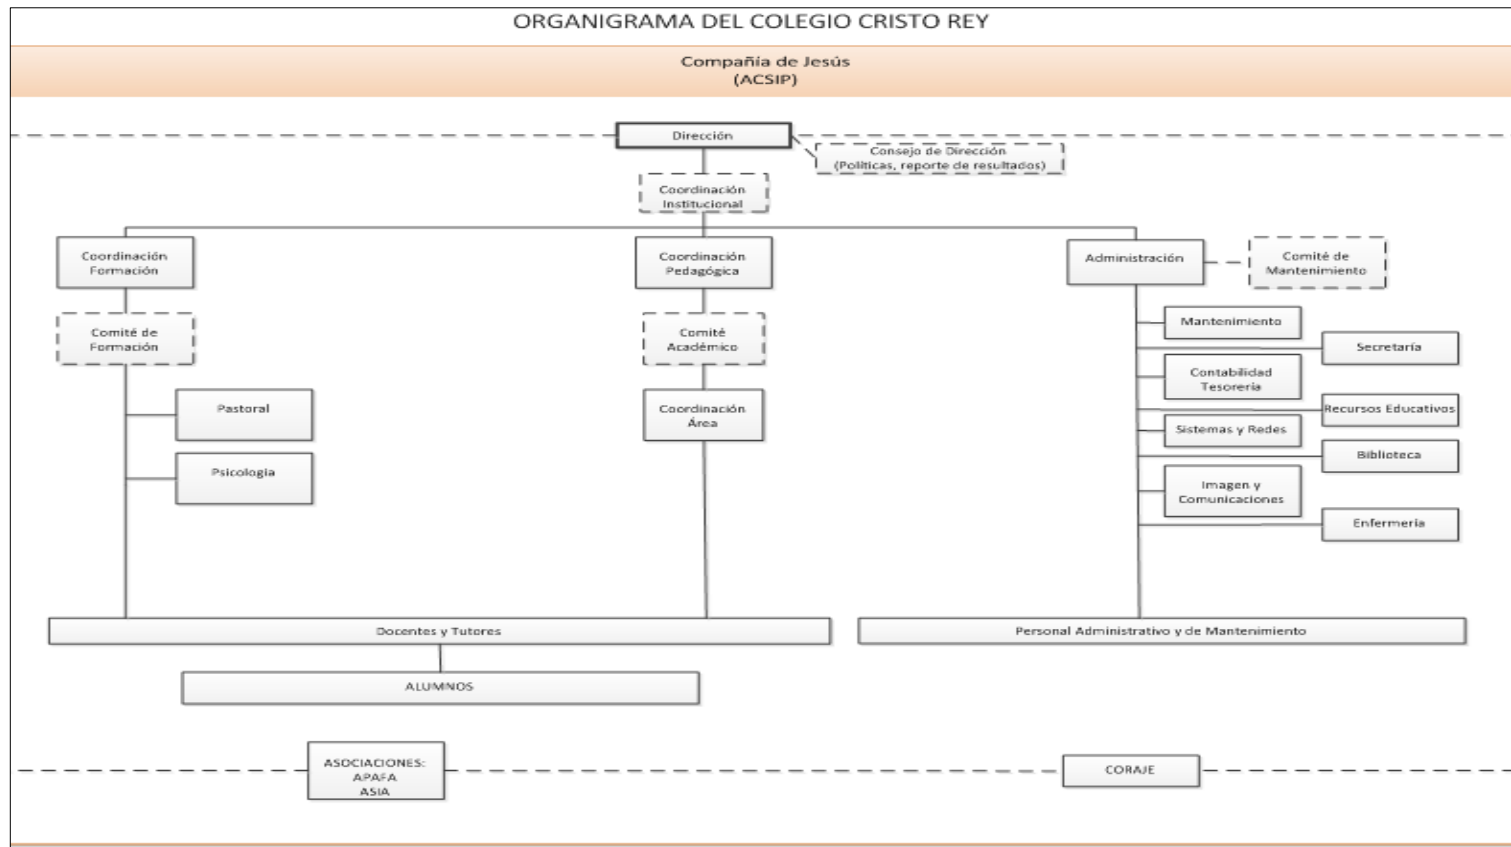 ORGANIGRAMA DEL COLEGIO CRISTO REY
Compañía de Jesús
(ACSIP)
Dirección
Consejo de Dirección
(Políticas, reporte de resultados)
Coordinación
Institucional
Coordinación
Formación
Coordinación
Pedagógica
Administración
Comité de
Mantenimiento
Comité de
Formación
Comité
Académico
Mantenimiento
Secretaría
Contabilidad
Tesorería
Pastoral
Coordinación
Área
Recursos Educativos
Sistemas y Redes
Biblioteca
Psicologia
Imagen y
Comunicaciones
Enfermería
Docentes y Tutores
Personal Administrativo y de Mantenimiento
ALUMNOS
ASOCIACIONES:
APAFA
ASIA
CORAJE